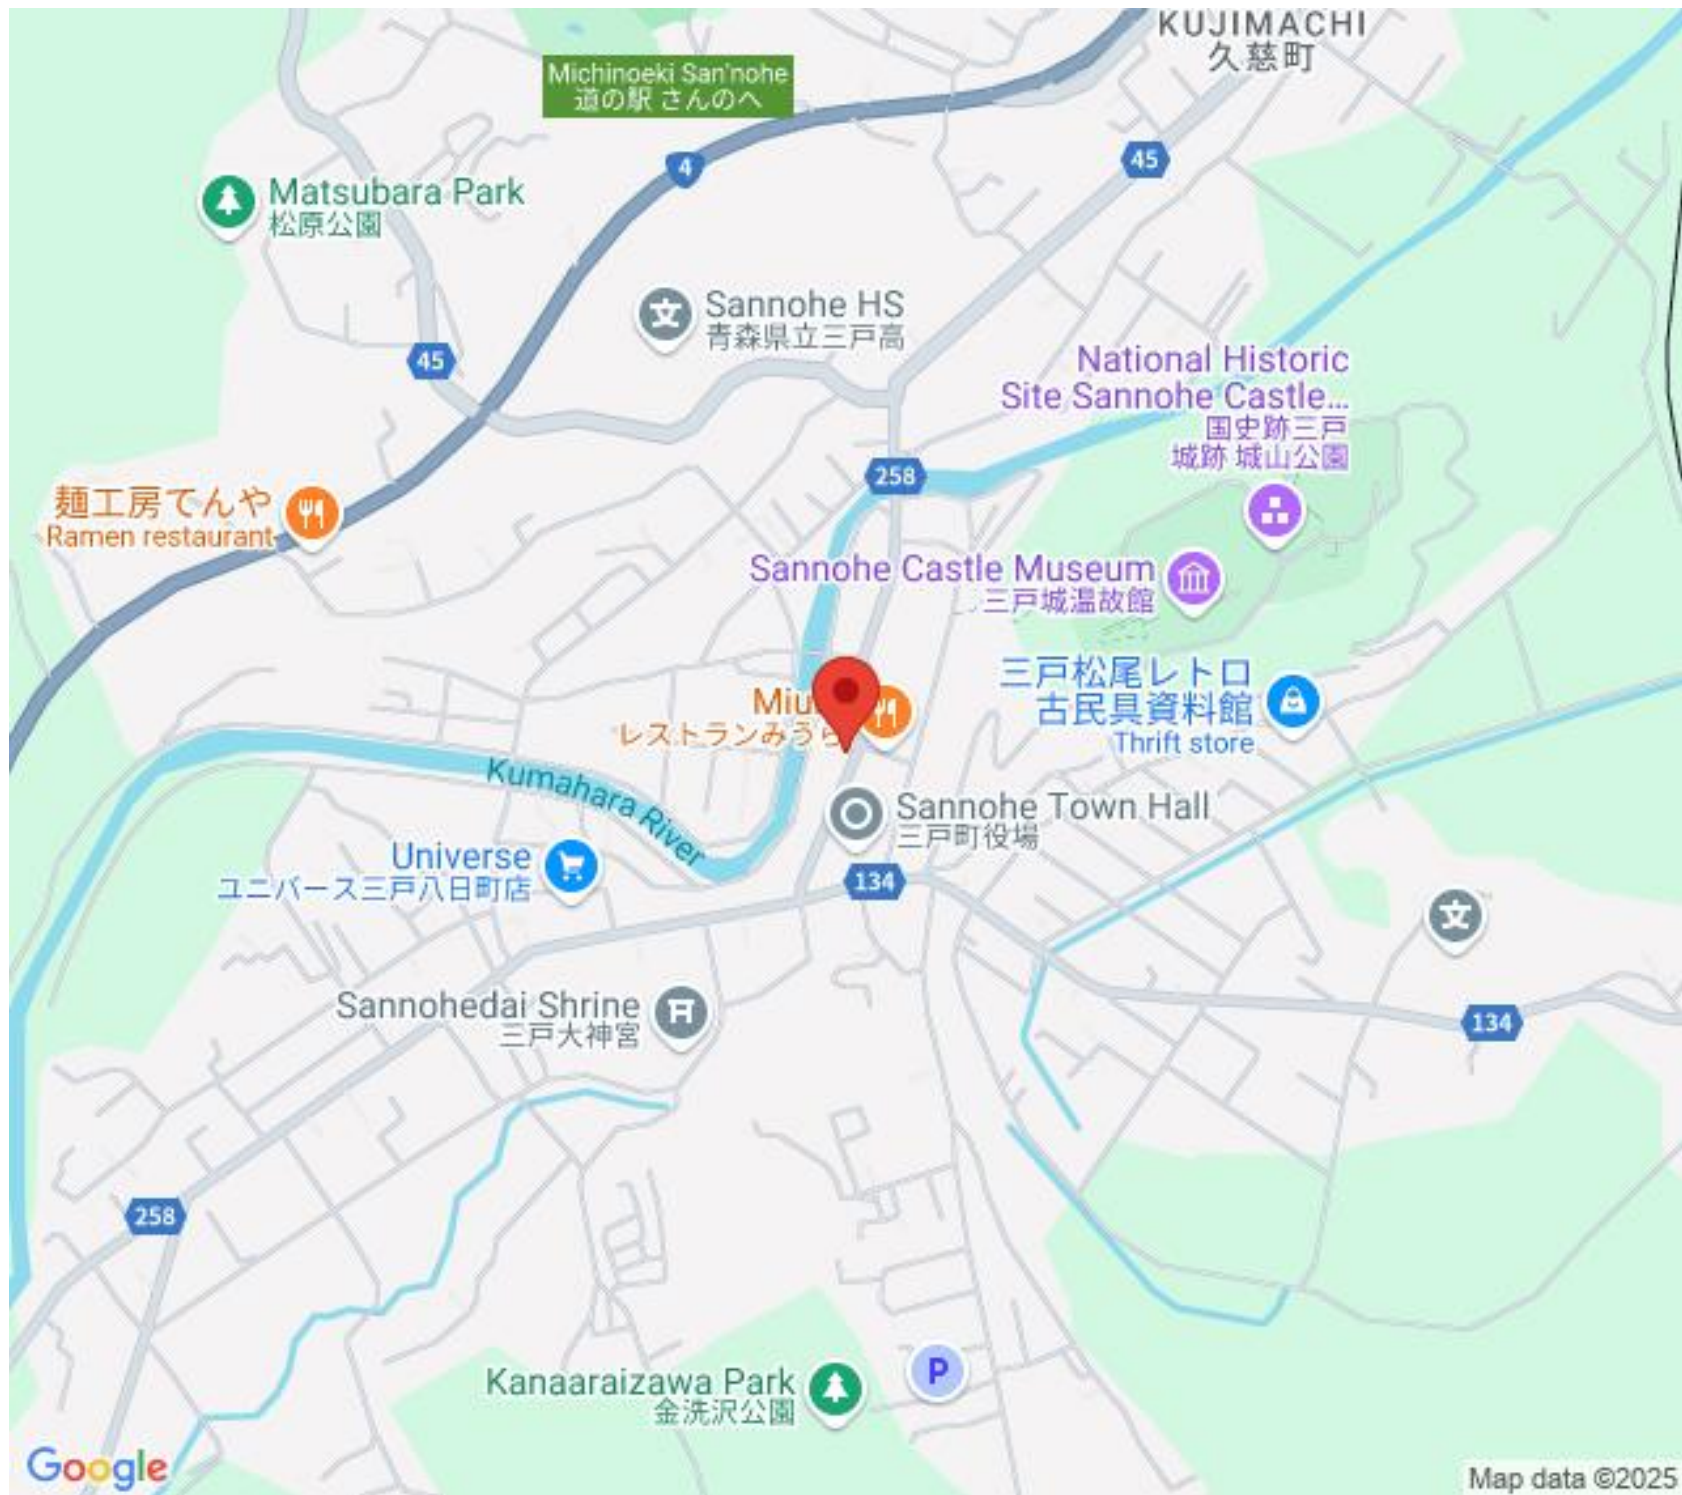 KUJIMACHI
久慈町
Michinoeki San'nohe
道の駅 さんのへ
4
45
Matsubara Park
松原公園
Sannohe HS
青森県立三戸高
45
National Historic
Site Sannohe Castle...
国史跡三戸
城跡 城山公園
258
麺工房てんや
Ramen restaurant
Sannohe Castle Museum
三戸城温故館
三戸松尾レトロ
古民具資料館
Thrift store
レストランみうら
Kumahara River
Sannohe Town Hall
三戸町役場
Universe
ユニバース三戸八日町店
134
文
Sannohedai Shrine
三戸大神宮
134
258
Kanaaraizawa Park
金洗沢公園
P
Google
Map data ©2025